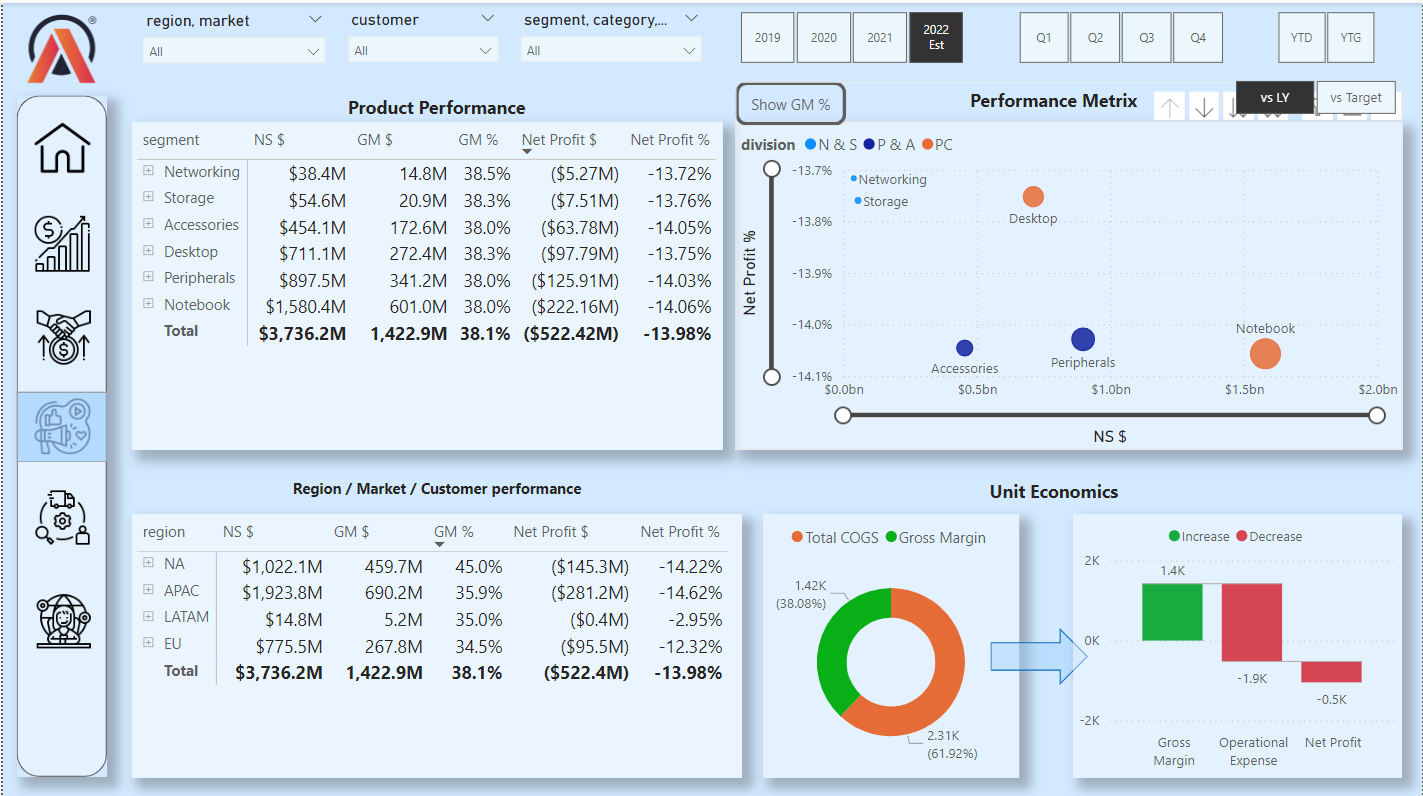 region, market
customer
segment, category,...
All
All
All
2019
2020
2021
2022
Est
Q1
Q2
Q3
Q4
YTD
YTG
Product Performance
segment NS $ GM $ GM % Net Profit $ Net Profit %
Networking $38.4M 14.8M 38.5% ($5.27M) -13.72%
Storage $54.6M 20.9M 38.3% ($7.51M) -13.76%
Accessories $454.1M 172.6M 38.0% ($63.78M) -14.05%
Desktop $711.1M 272.4M 38.3% ($97.79M) -13.75%
Peripherals $897.5M 341.2M 38.0% ($125.91M) -14.03%
Notebook $1,580.4M 601.0M 38.0% ($222.16M) -14.06%
Total $3,736.2M 1,422.9M 38.1% ($522.42M) -13.98%
Show GM %
Performance Metrix
vs LY
vs Target
division N & S P & A PC
Net Profit %
-13.7%
-13.8%
-13.9%
-14.0%
-14.1%
Networking
Storage
Desktop
Notebook
Accessories
Peripherals
$0.0bn $0.5bn $1.0bn $1.5bn $2.0bn
NS $
Region / Market / Customer performance
region NS $ GM $ GM % Net Profit $ Net Profit %
NA $1,022.1M 459.7M 45.0% ($145.3M) -14.22%
APAC $1,923.8M 690.2M 35.9% ($281.2M) -14.62%
LATAM $14.8M 5.2M 35.0% ($0.4M) -2.95%
EU $775.5M 267.8M 34.5% ($95.5M) -12.32%
Total $3,736.2M 1,422.9M 38.1% ($522.4M) -13.98%
Unit Economics
Total COGS Gross Margin
1.42K
(38.08%)
2.31K
(61.92%)
Increase Decrease
2K
0K
-2K
1.4K
-1.9K
-0.5K
Gross
Margin
Operational
Expense
Net Profit